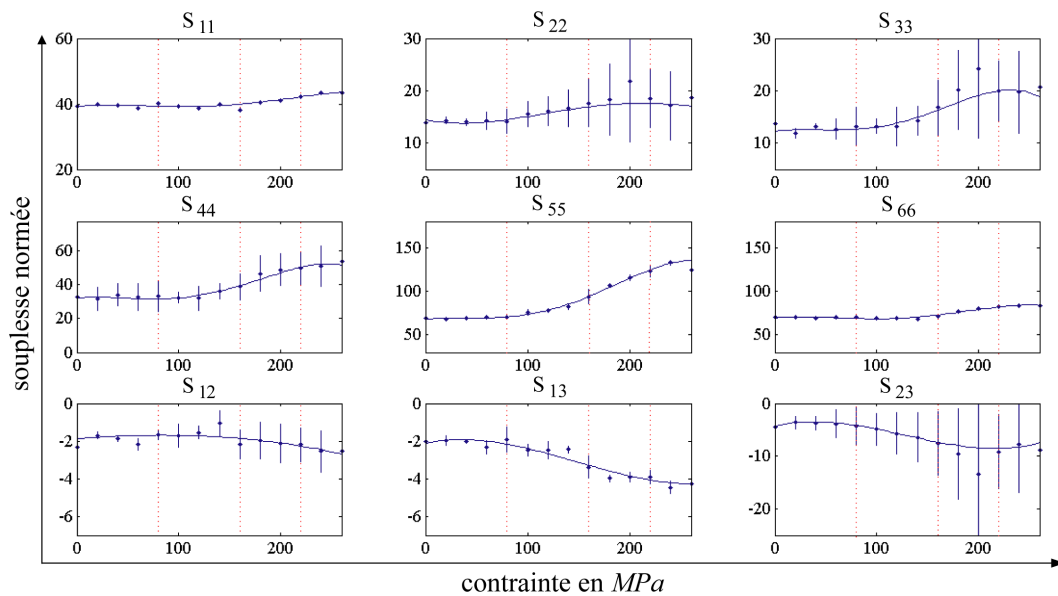 S 11 S 22 S 33
60 30 30
40 20 20
20 10 10
0 100 200 0 100 200 0 100 200
S 44 S 55 S 66
60 150 150
40 100 100
20 50 50
0
0 100 200 0 100 200 0 100 200
S 12 S 13 S 23
0 0 0
-2 -2 -10
-4 -4 -20
-6 -6
0 100 200 0 100 200 0 100 200
souplesse normée
contrainte en MPa